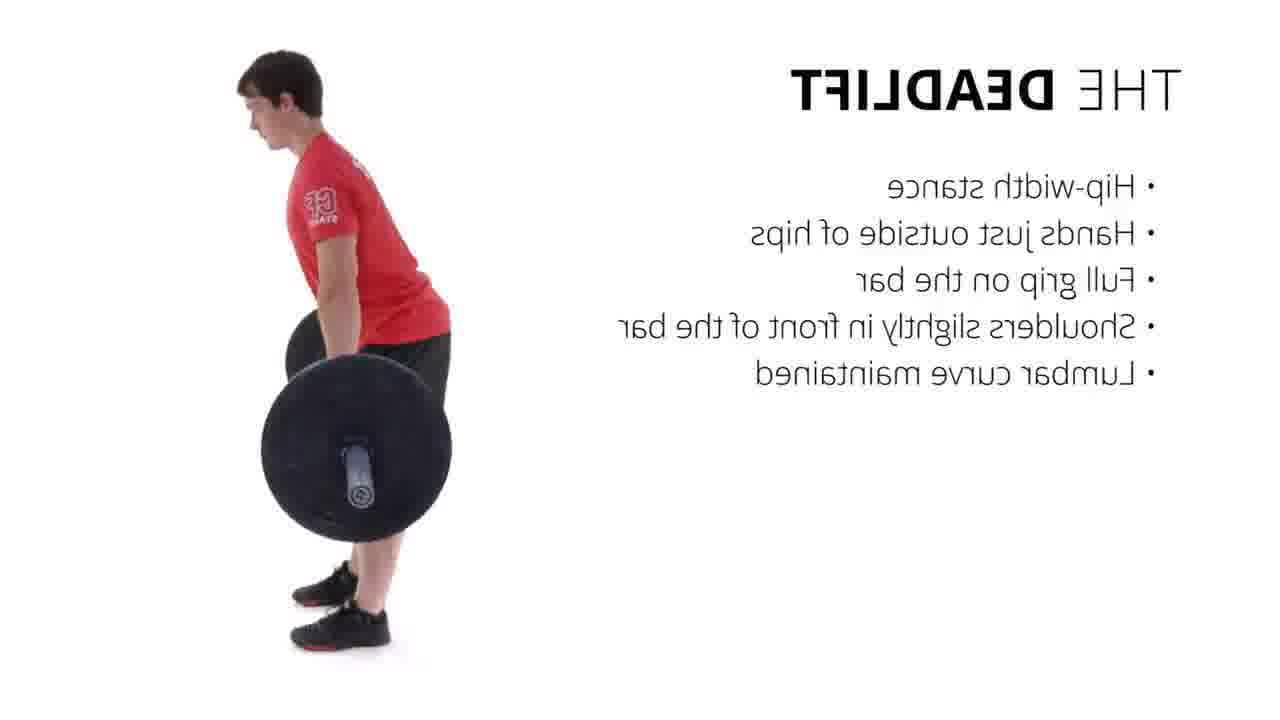 THE DEADLIFT
• Hip-width stance
• Hands just outside of hips
• Full grip on the bar
• Shoulders slightly in front of the bar
• Lumbar curve maintained